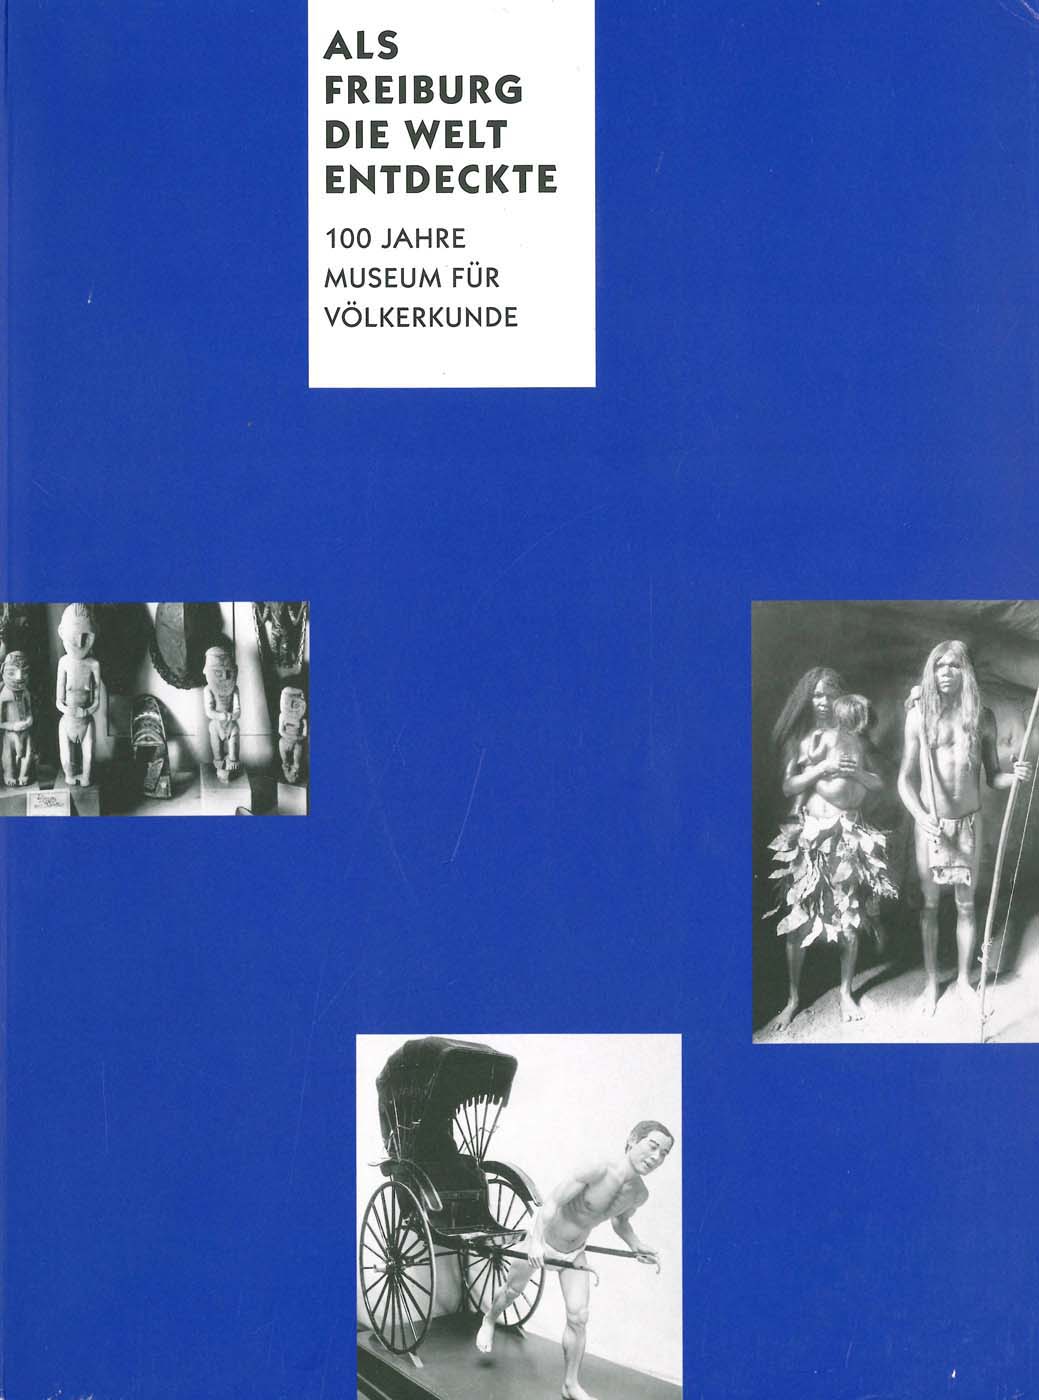 ALS
FREIBURG
DIE WELT
ENTDECKTE
100 JAHRE
MUSEUM FÜR
VÖLKERKUNDE